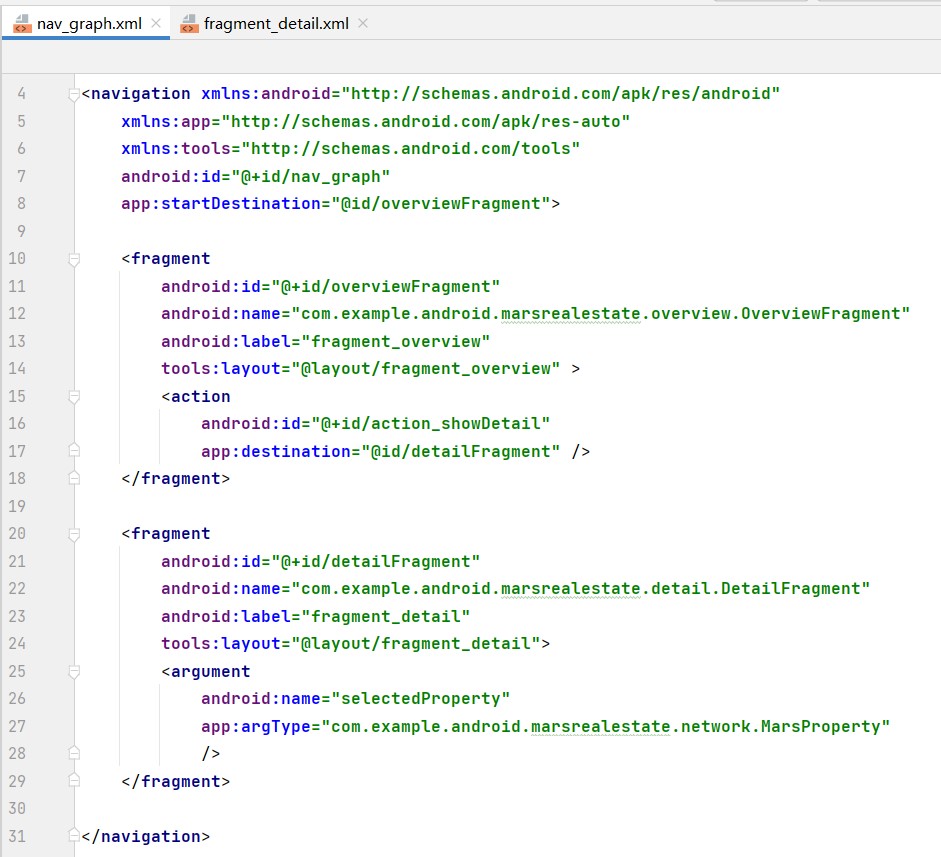 nav_graph.xml fragment_detail.xml
4 <navigation xmlns:android="http://schemas.android.com/apk/res/android"
5 xmlns:app="http://schemas.android.com/apk/res-auto"
6 xmlns:tools="http://schemas.android.com/tools"
7 android:id="@+id/nav_graph"
8 app:startDestination="@id/overviewFragment">
9
10 <fragment
11 android:id="@+id/overviewFragment"
12 android:name="com.example.android.marsrealestate.overview.OverviewFragment"
13 android:label="fragment_overview"
14 tools:layout="@layout/fragment_overview" >
15 <action
16 android:id="@+id/action_showDetail"
17 app:destination="@id/detailFragment" />
18 </fragment>
19
20 <fragment
21 android:id="@+id/detailFragment"
22 android:name="com.example.android.marsrealestate.detail.DetailFragment"
23 android:label="fragment_detail"
24 tools:layout="@layout/fragment_detail">
25 <argument
26 android:name="selectedProperty"
27 app:argType="com.example.android.marsrealestate.network.MarsProperty"
28 />
29 </fragment>
30
31 </navigation>